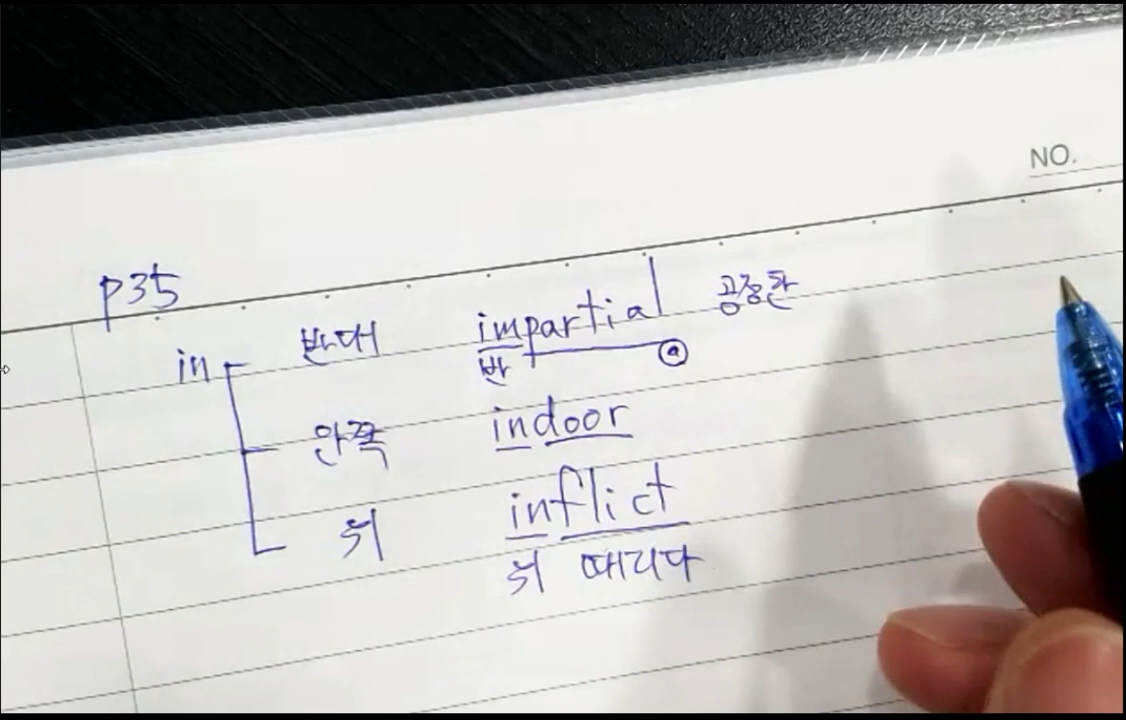 NO.
p35
in 반대 impartial 공정한
반 ⓐ
안쪽 indoor
위 inflict
위 때리다